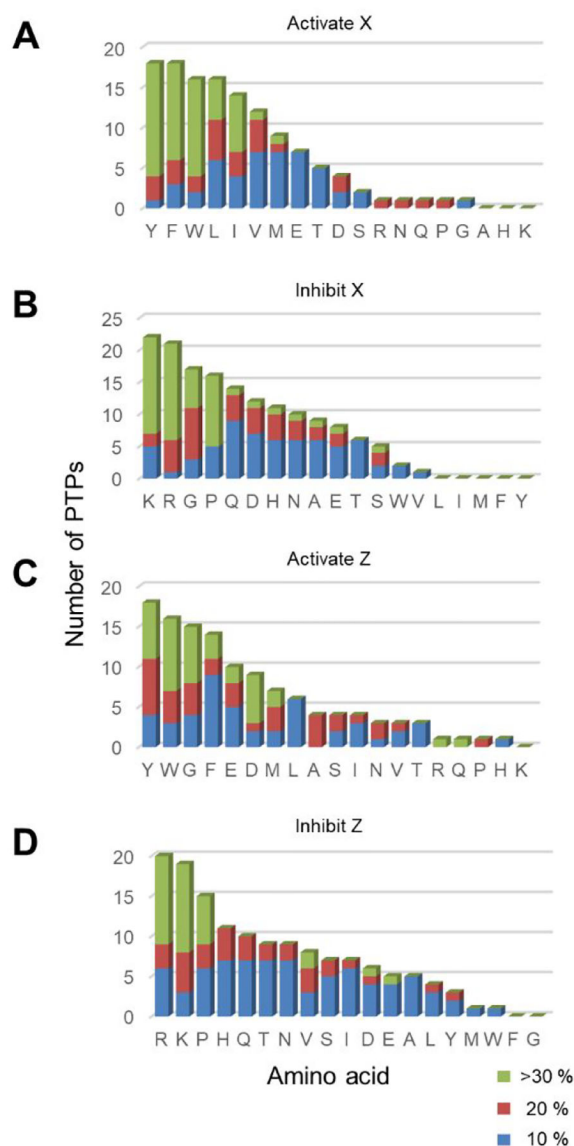 A
Activate X
20
15
10
5
0
Y F W L I V M E T D S R N Q P G A H K
B
Inhibit X
25
20
15
10
5
0
K R G P Q D H N A E T S W V L I M F Y
Number of PTPs
C
Activate Z
20
15
10
5
0
Y W G F E D M L A S I N V T R Q P H K
D
Inhibit Z
20
15
10
5
0
R K P H Q T N V S I D E A L Y M W F G
Amino acid
>30 %
20 %
10 %